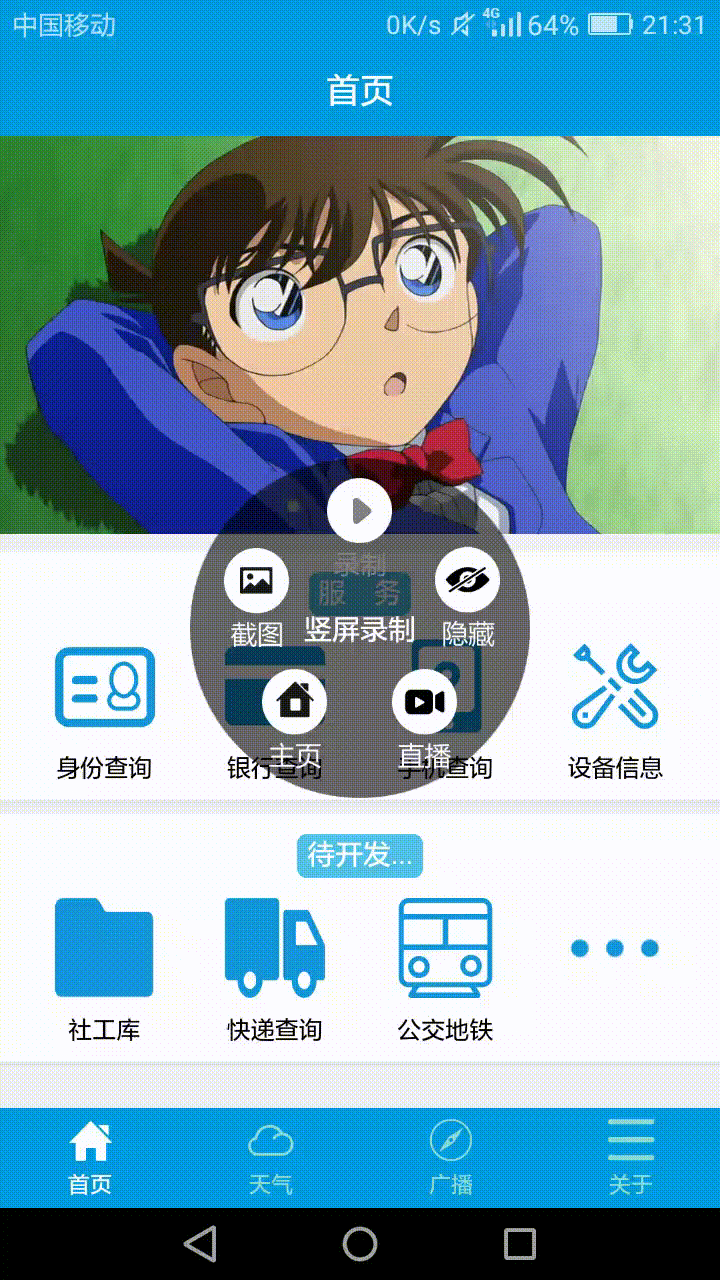 中国移动 0K/s 4G 64% 21:31
首页
录制
服 务
截图 竖屏录制 隐藏
主页 直播
身份查询 银行查询 手机查询 设备信息
待开发...
社工库 快递查询 公交地铁
首页 天气 广播 关于